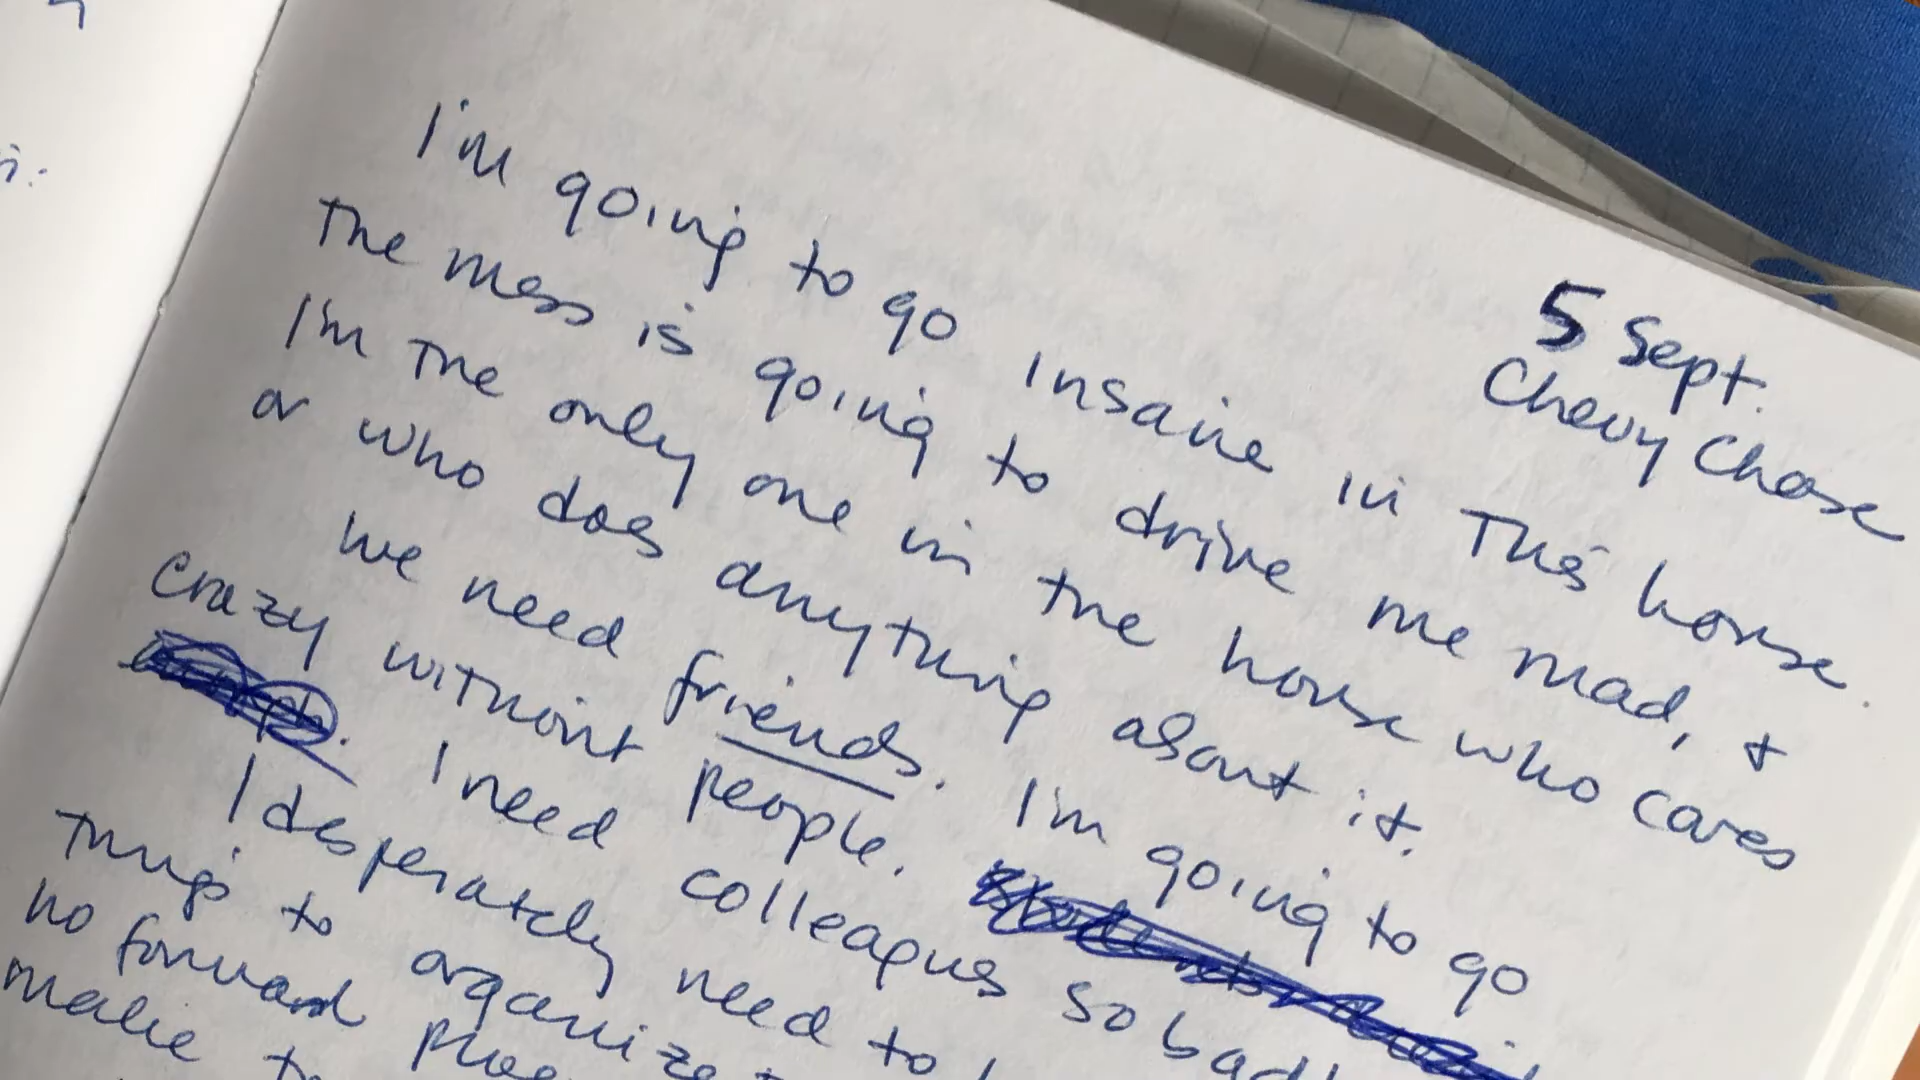 5 Sept.
Chevy Chase
I'm going to go insane in this house.
The mess is going to drive me mad, +
I'm the only one in the house who cares
or who does anything about it.
We need friends. I'm going to go
crazy without people.
I need colleagues so badl
I desperately need to
things to organize
no forward
make